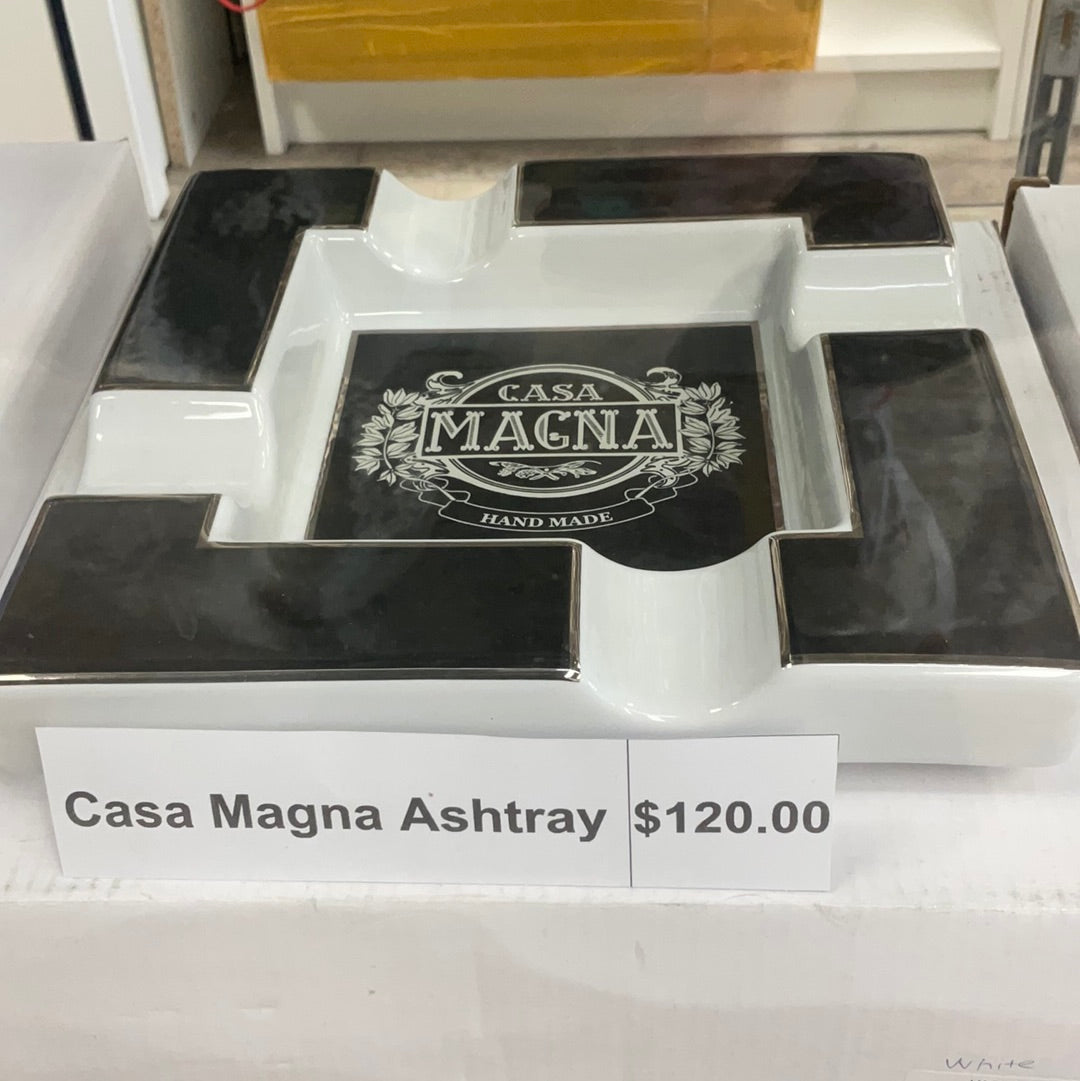 CASA
MAGNA
HAND MADE
Casa Magna Ashtray $120.00
White